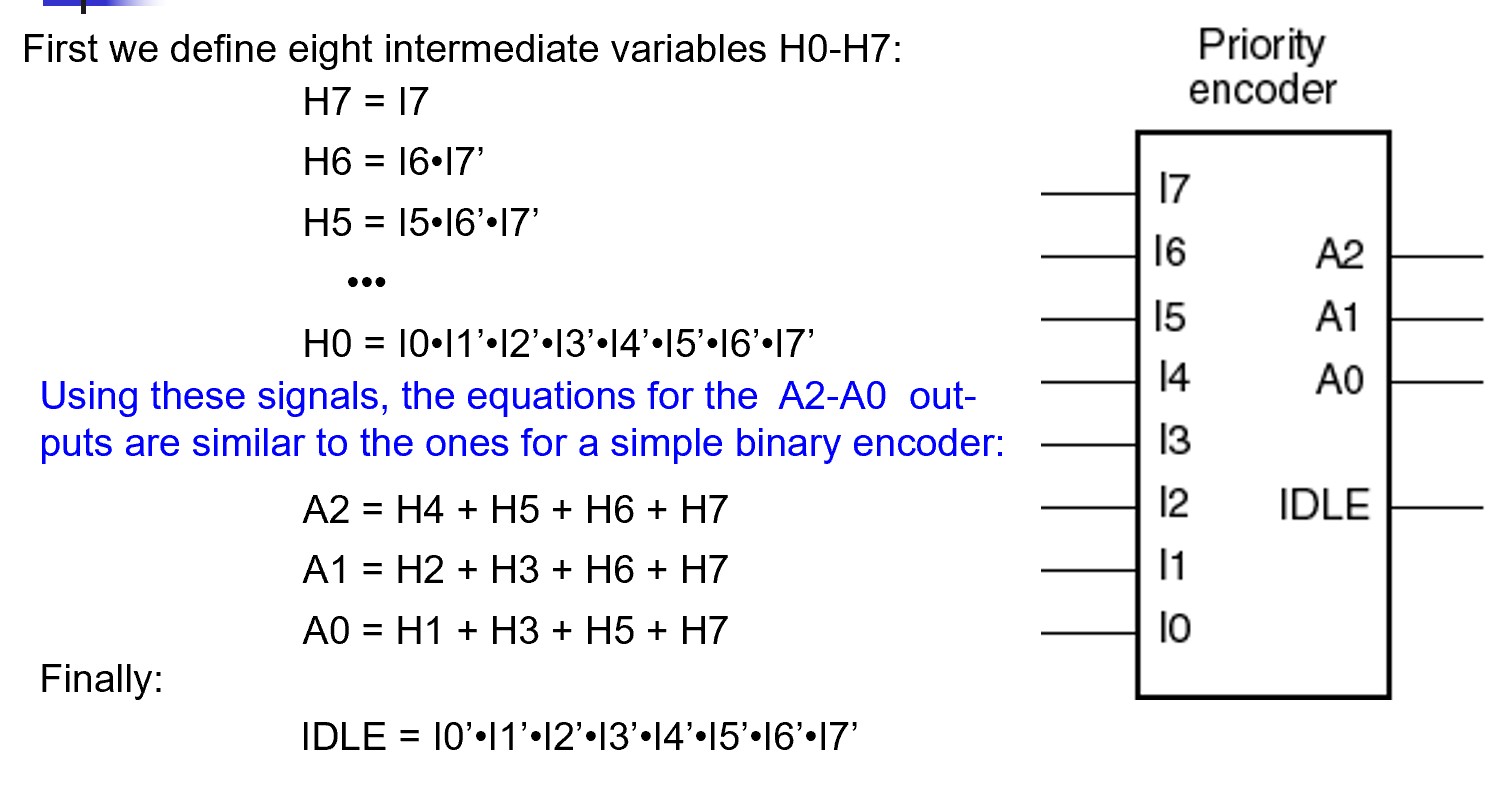 First we define eight intermediate variables H0-H7:
H7 = I7
H6 = I6•I7’
H5 = I5•I6’•I7’
•••
H0 = I0•I1’•I2’•I3’•I4’•I5’•I6’•I7’
Using these signals, the equations for the A2-A0 out-
puts are similar to the ones for a simple binary encoder:
A2 = H4 + H5 + H6 + H7
A1 = H2 + H3 + H6 + H7
A0 = H1 + H3 + H5 + H7
Finally:
IDLE = I0’•I1’•I2’•I3’•I4’•I5’•I6’•I7’
Priority
encoder
I7
I6 A2
I5 A1
I4 A0
I3
I2 IDLE
I1
I0